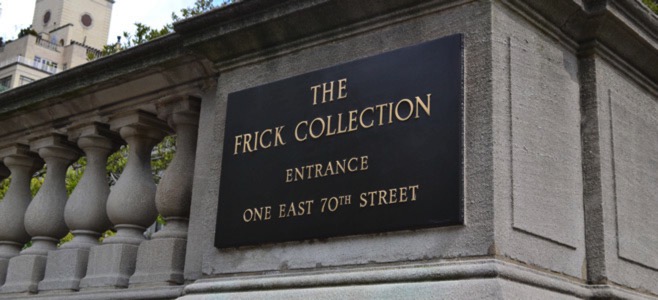 THE
FRICK COLLECTION
ENTRANCE
ONE EAST 70TH STREET